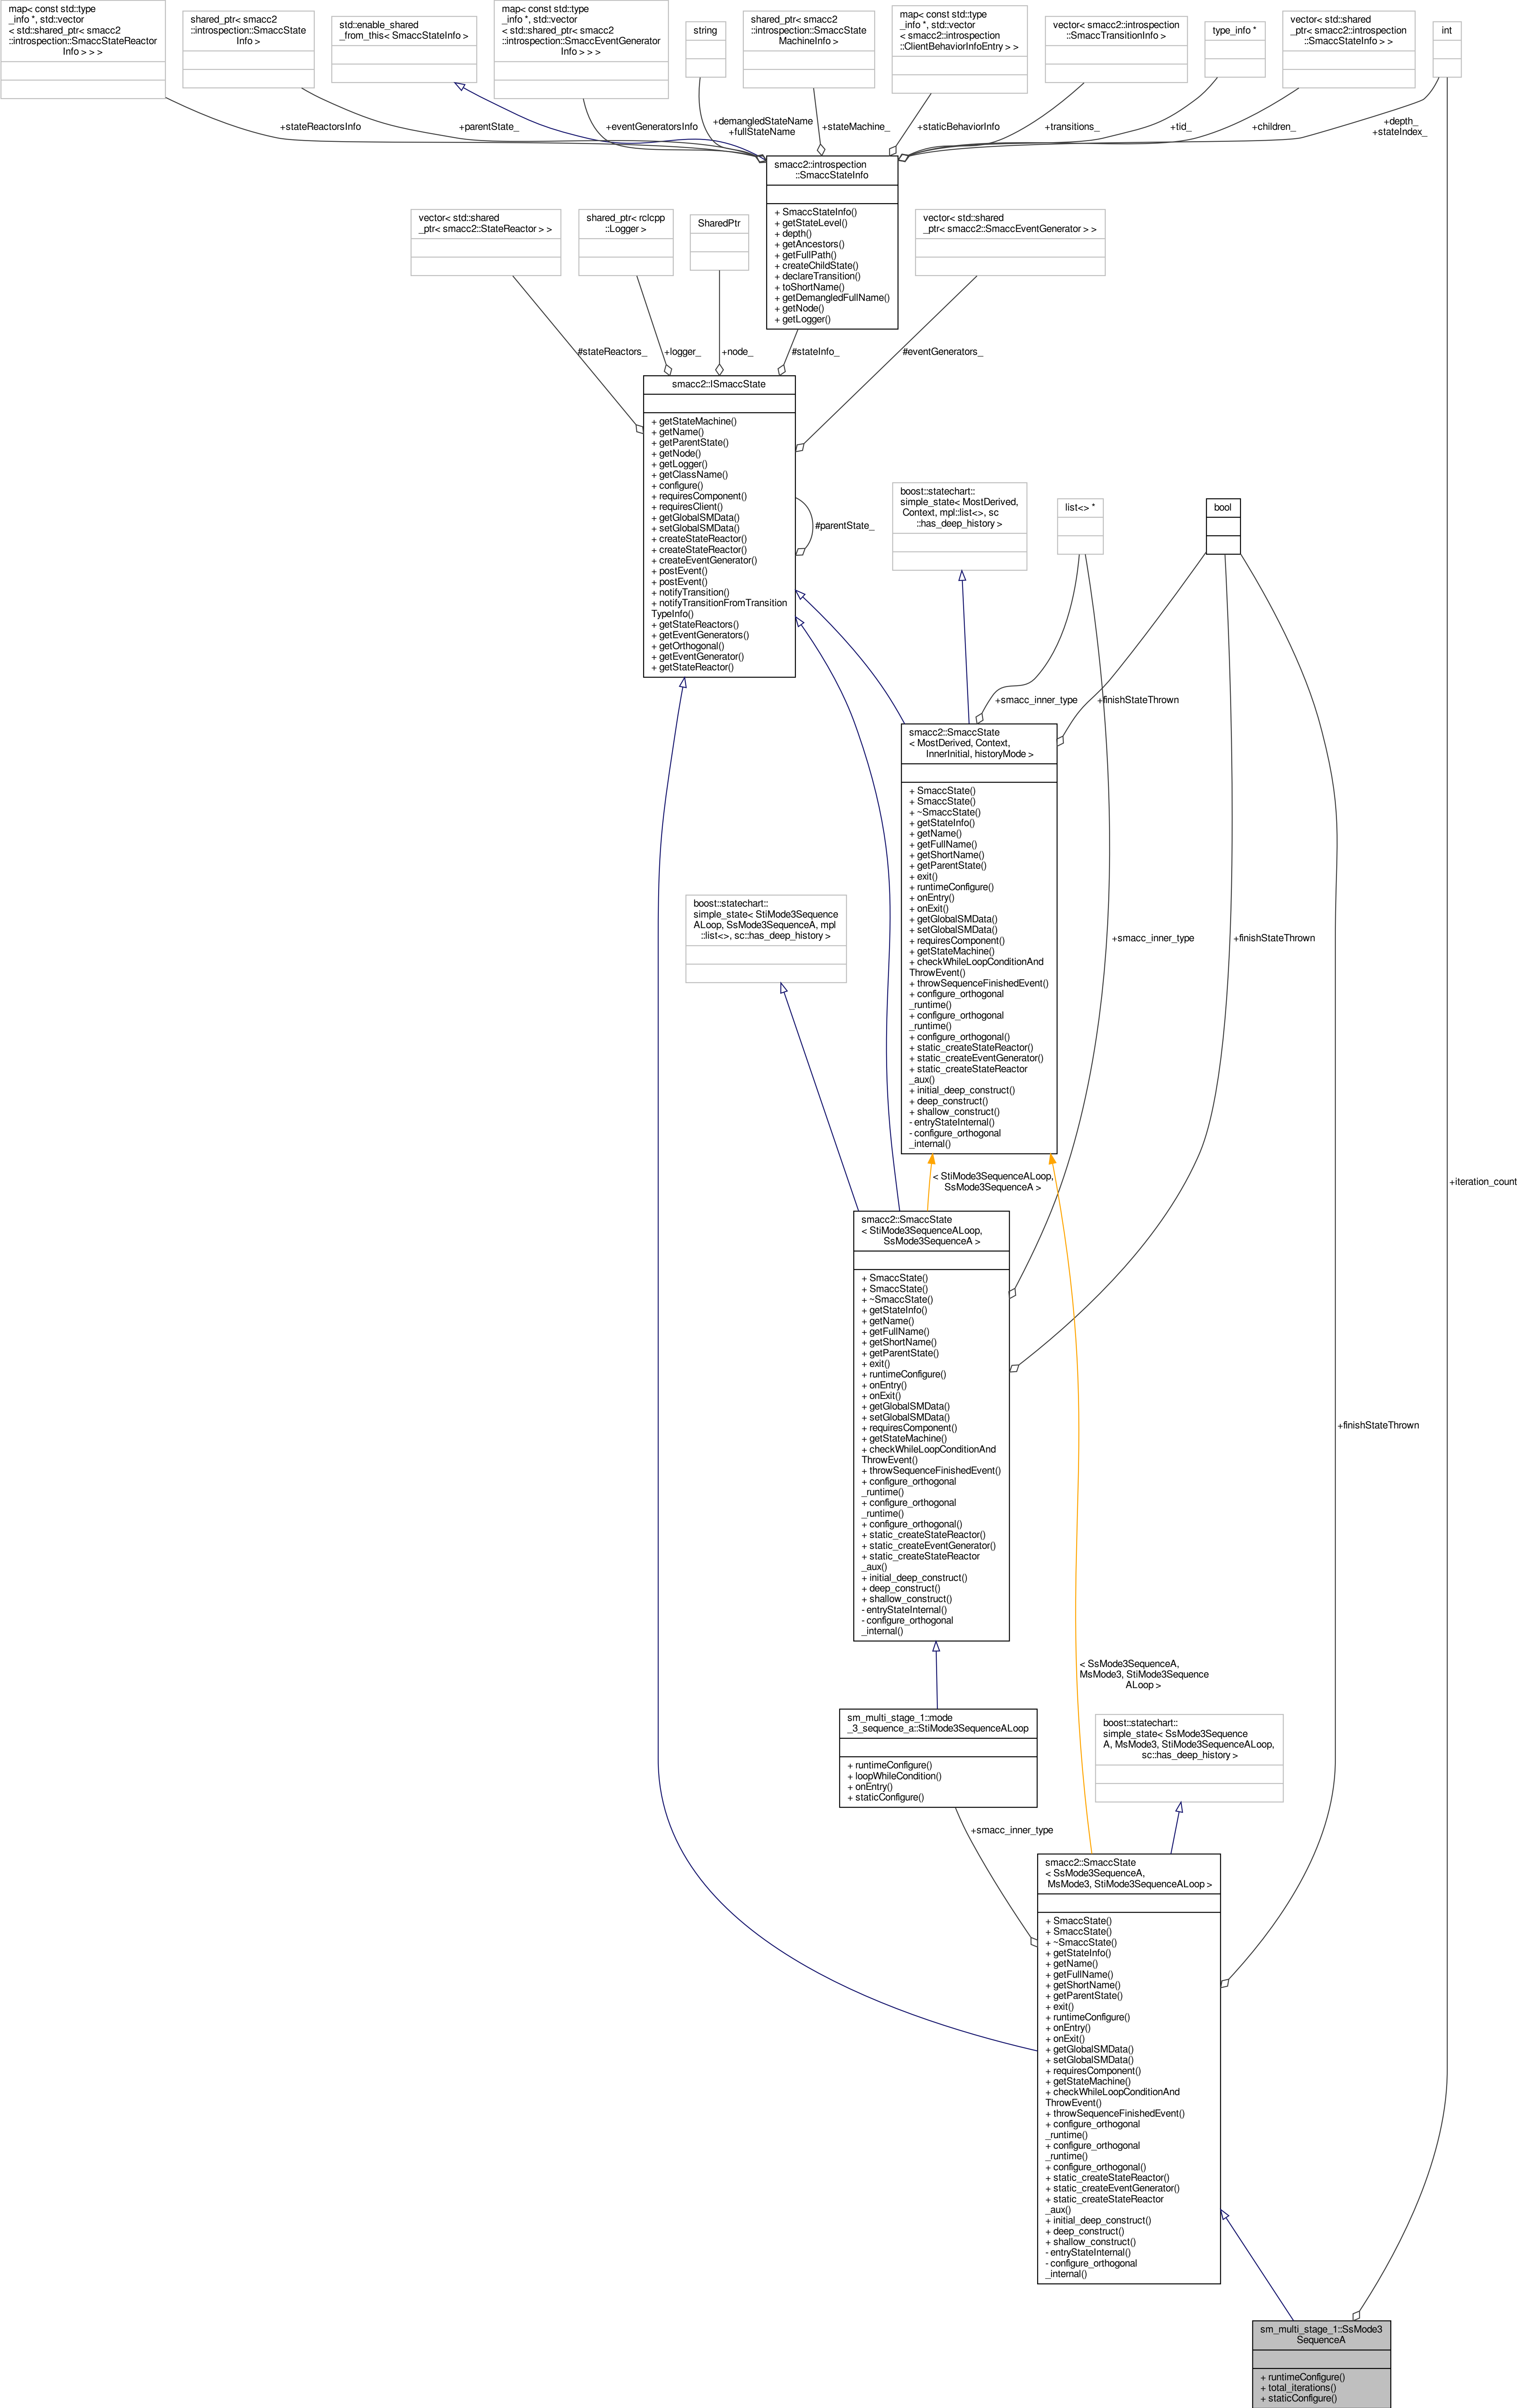 map< const std::type
_info *, std::vector
< std::shared_ptr< smacc2
::introspection::SmaccStateReactor
Info > > >
shared_ptr< smacc2
::introspection::SmaccState
Info >
std::enable_shared
_from_this< SmaccStateInfo >
map< const std::type
_info *, std::vector
< std::shared_ptr< smacc2
::introspection::SmaccEventGenerator
Info > > >
string
shared_ptr< smacc2
::introspection::SmaccState
MachineInfo >
map< const std::type
_info *, std::vector
< smacc2::introspection
::ClientBehaviorInfoEntry > >
vector< smacc2::introspection
::SmaccTransitionInfo >
type_info *
vector< std::shared
_ptr< smacc2::introspection
::SmaccStateInfo > >
int
+stateReactorsInfo
+parentState_
+eventGeneratorsInfo
+demangledStateName
+fullStateName
+stateMachine_
+staticBehaviorInfo
+transitions_
+tid_
+children_
+depth_
+stateIndex_
smacc2::introspection
::SmaccStateInfo
+ SmaccStateInfo()
+ getStateLevel()
+ depth()
+ getAncestors()
+ getFullPath()
+ createChildState()
+ declareTransition()
+ toShortName()
+ getDemangledFullName()
+ getNode()
+ getLogger()
vector< std::shared
_ptr< smacc2::StateReactor > >
shared_ptr< rclcpp
::Logger >
SharedPtr
vector< std::shared
_ptr< smacc2::SmaccEventGenerator > >
#stateReactors_
+logger_
+node_
#stateInfo_
#eventGenerators_
smacc2::ISmaccState
+ getStateMachine()
+ getName()
+ getParentState()
+ getNode()
+ getLogger()
+ getClassName()
+ configure()
+ requiresComponent()
+ requiresClient()
+ getGlobalSMData()
+ setGlobalSMData()
+ createStateReactor()
+ createStateReactor()
+ createEventGenerator()
+ postEvent()
+ postEvent()
+ notifyTransition()
+ notifyTransitionFromTransition
TypeInfo()
+ getStateReactors()
+ getEventGenerators()
+ getOrthogonal()
+ getEventGenerator()
+ getStateReactor()
#parentState_
boost::statechart::
simple_state< MostDerived,
Context, mpl::list<>, sc
::has_deep_history >
list<> *
bool
+smacc_inner_type
+finishStateThrown
smacc2::SmaccState
< MostDerived, Context,
InnerInitial, historyMode >
+ SmaccState()
+ SmaccState()
+ ~SmaccState()
+ getStateInfo()
+ getName()
+ getFullName()
+ getShortName()
+ getParentState()
+ exit()
+ runtimeConfigure()
+ onEntry()
+ onExit()
+ getGlobalSMData()
+ setGlobalSMData()
+ requiresComponent()
+ getStateMachine()
+ checkWhileLoopConditionAnd
ThrowEvent()
+ throwSequenceFinishedEvent()
+ configure_orthogonal
_runtime()
+ configure_orthogonal
_runtime()
+ configure_orthogonal()
+ static_createStateReactor()
+ static_createEventGenerator()
+ static_createStateReactor
_aux()
+ initial_deep_construct()
+ deep_construct()
+ shallow_construct()
- entryStateInternal()
- configure_orthogonal
_internal()
boost::statechart::
simple_state< StiMode3Sequence
ALoop, SsMode3SequenceA, mpl
::list<>, sc::has_deep_history >
+smacc_inner_type
+finishStateThrown
< StiMode3SequenceALoop,
SsMode3SequenceA >
+iteration_count
smacc2::SmaccState
< StiMode3SequenceALoop,
SsMode3SequenceA >
+ SmaccState()
+ SmaccState()
+ ~SmaccState()
+ getStateInfo()
+ getName()
+ getFullName()
+ getShortName()
+ getParentState()
+ exit()
+ runtimeConfigure()
+ onEntry()
+ onExit()
+ getGlobalSMData()
+ setGlobalSMData()
+ requiresComponent()
+ getStateMachine()
+ checkWhileLoopConditionAnd
ThrowEvent()
+ throwSequenceFinishedEvent()
+ configure_orthogonal
_runtime()
+ configure_orthogonal
_runtime()
+ configure_orthogonal()
+ static_createStateReactor()
+ static_createEventGenerator()
+ static_createStateReactor
_aux()
+ initial_deep_construct()
+ deep_construct()
+ shallow_construct()
- entryStateInternal()
- configure_orthogonal
_internal()
+finishStateThrown
< SsMode3SequenceA,
MsMode3, StiMode3Sequence
ALoop >
sm_multi_stage_1::mode
_3_sequence_a::StiMode3SequenceALoop
+ runtimeConfigure()
+ loopWhileCondition()
+ onEntry()
+ staticConfigure()
boost::statechart::
simple_state< SsMode3Sequence
A, MsMode3, StiMode3SequenceALoop,
sc::has_deep_history >
+smacc_inner_type
smacc2::SmaccState
< SsMode3SequenceA,
MsMode3, StiMode3SequenceALoop >
+ SmaccState()
+ SmaccState()
+ ~SmaccState()
+ getStateInfo()
+ getName()
+ getFullName()
+ getShortName()
+ getParentState()
+ exit()
+ runtimeConfigure()
+ onEntry()
+ onExit()
+ getGlobalSMData()
+ setGlobalSMData()
+ requiresComponent()
+ getStateMachine()
+ checkWhileLoopConditionAnd
ThrowEvent()
+ throwSequenceFinishedEvent()
+ configure_orthogonal
_runtime()
+ configure_orthogonal
_runtime()
+ configure_orthogonal()
+ static_createStateReactor()
+ static_createEventGenerator()
+ static_createStateReactor
_aux()
+ initial_deep_construct()
+ deep_construct()
+ shallow_construct()
- entryStateInternal()
- configure_orthogonal
_internal()
sm_multi_stage_1::SsMode3
SequenceA
+ runtimeConfigure()
+ total_iterations()
+ staticConfigure()